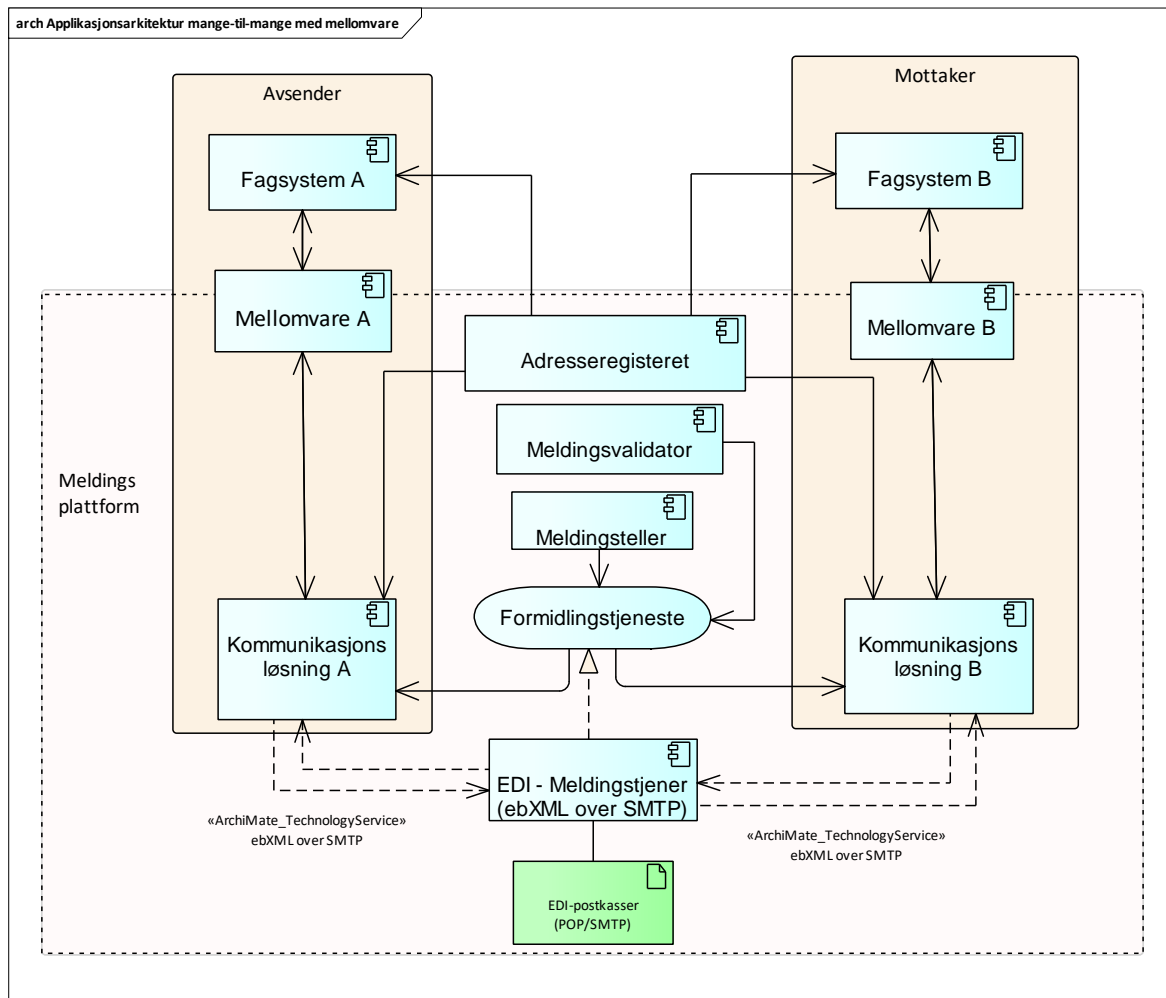 arch Applikasjonsarkitektur mange-til-mange med mellomvare
Avsender
Mottaker
Fagsystem A
Fagsystem B
Mellomvare A
Mellomvare B
Adresseregisteret
Meldingsvalidator
Meldings
plattform
Meldingsteller
Formidlingstjeneste
Kommunikasjons
løsning A
Kommunikasjons
løsning B
EDI - Meldingstjener
(ebXML over SMTP)
«ArchiMate_TechnologyService»
ebXML over SMTP
«ArchiMate_TechnologyService»
ebXML over SMTP
EDI-postkasser
(POP/SMTP)